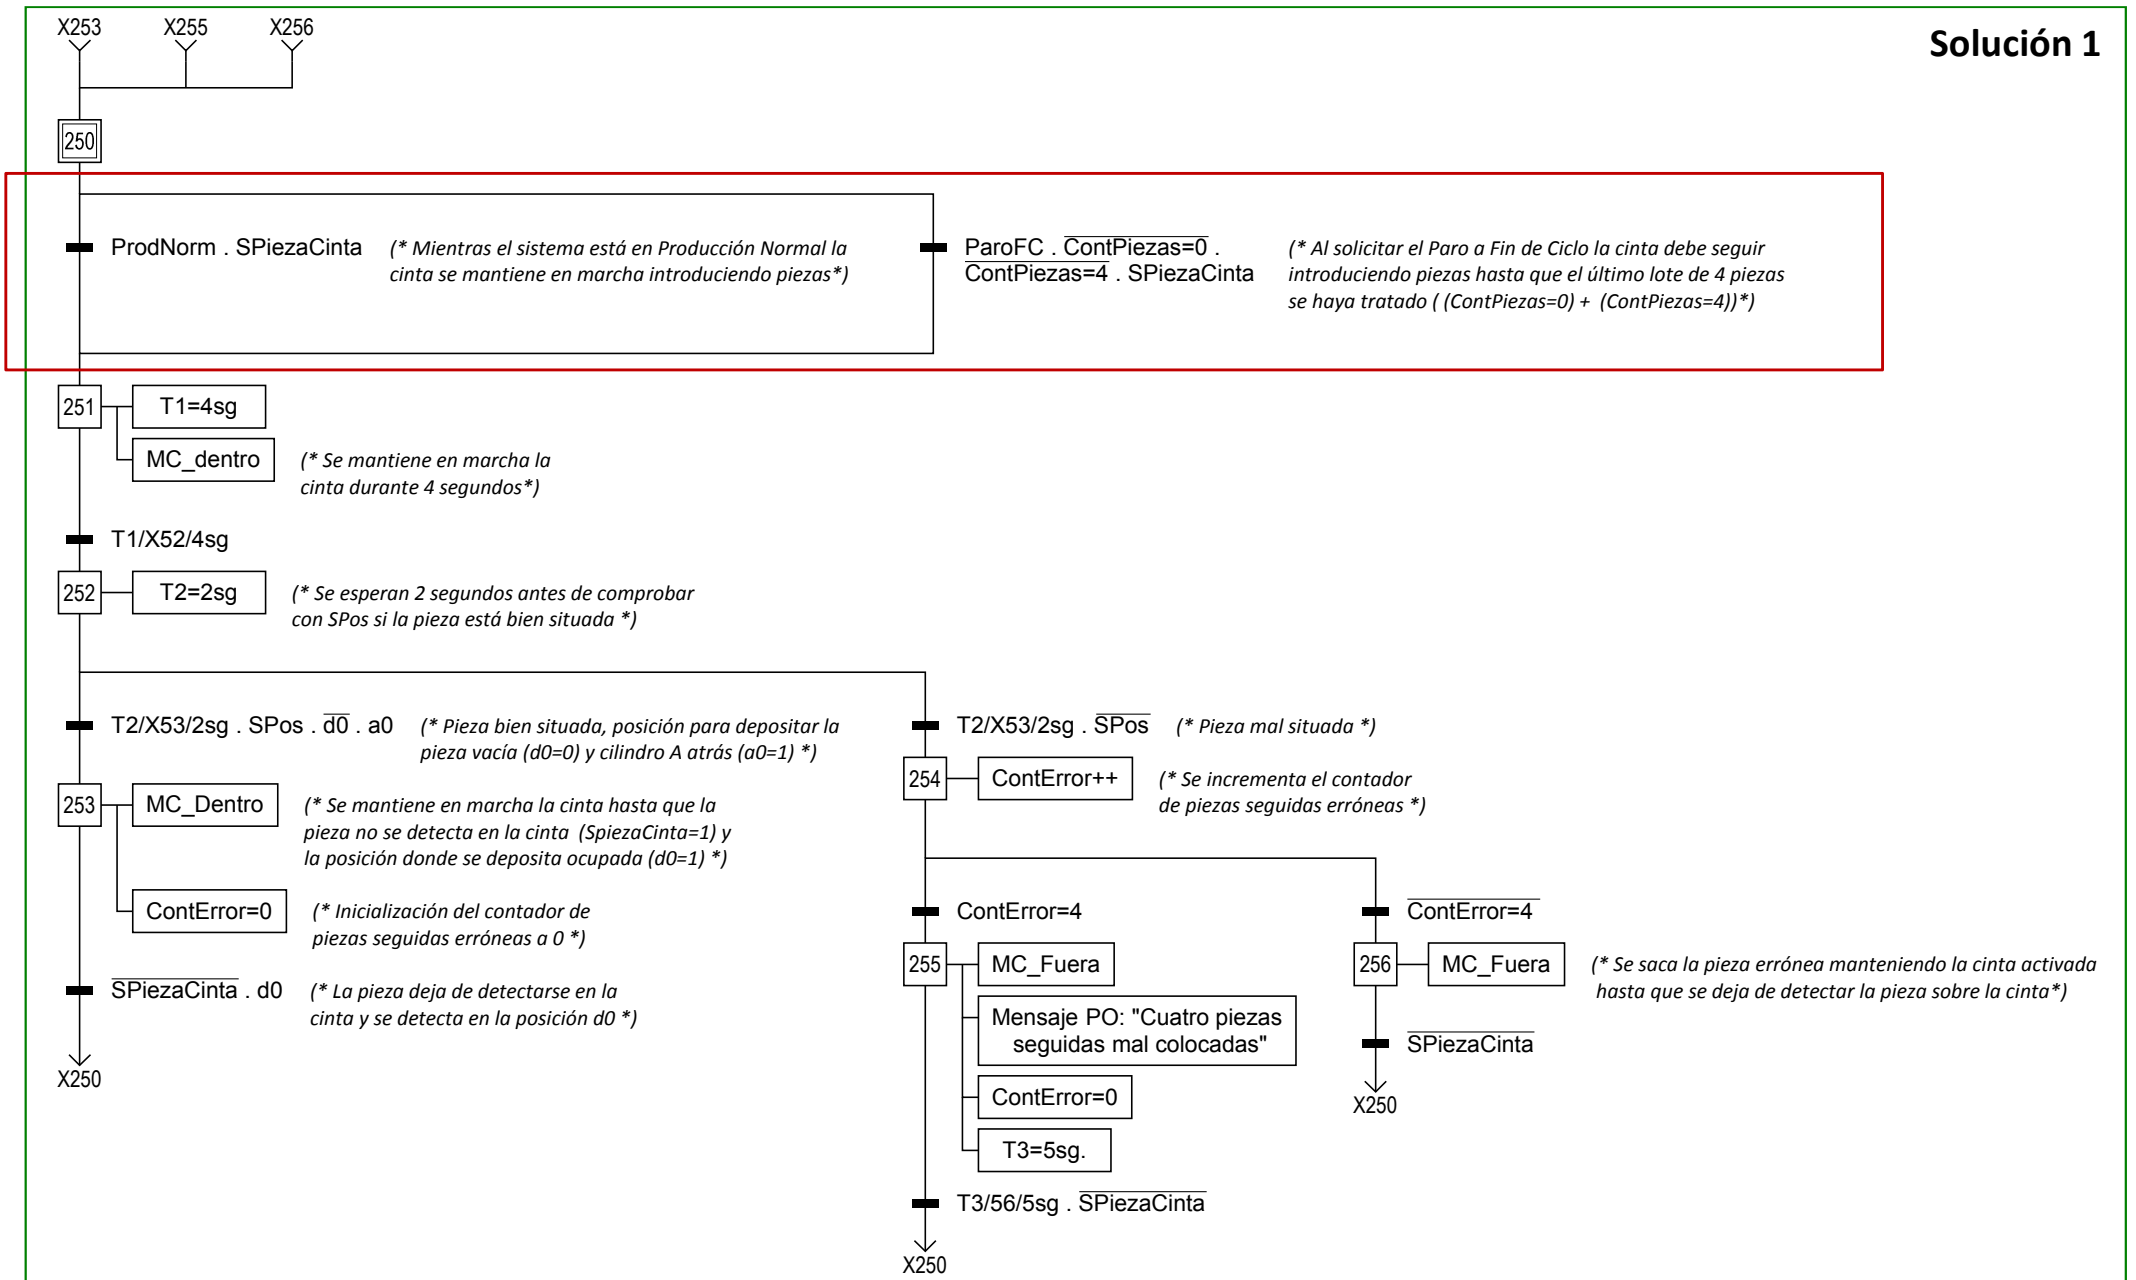 X253
X255
X256
Solución 1
250
ProdNorm . SPiezaCinta
(* Mientras el sistema está en Producción Normal la
cinta se mantiene en marcha introduciendo piezas*)
ParoFC . ContPiezas=0 .
ContPiezas=4 . SPiezaCinta
(* Al solicitar el Paro a Fin de Ciclo la cinta debe seguir
introduciendo piezas hasta que el último lote de 4 piezas
se haya tratado ( (ContPiezas=0) + (ContPiezas=4))*)
251
T1=4sg
MC_dentro
(* Se mantiene en marcha la
cinta durante 4 segundos*)
T1/X52/4sg
252
T2=2sg
(* Se esperan 2 segundos antes de comprobar
con SPos si la pieza está bien situada *)
T2/X53/2sg . SPos . d0 . a0
(* Pieza bien situada, posición para depositar la
pieza vacía (d0=0) y cilindro A atrás (a0=1) *)
T2/X53/2sg . SPos
(* Pieza mal situada *)
253
MC_Dentro
(* Se mantiene en marcha la cinta hasta que la
pieza no se detecta en la cinta (SpiezaCinta=1) y
la posición donde se deposita ocupada (d0=1) *)
254
ContError++
(* Se incrementa el contador
de piezas seguidas erróneas *)
ContError=0
(* Inicialización del contador de
piezas seguidas erróneas a 0 *)
ContError=4
ContError=4
SPiezaCinta . d0
(* La pieza deja de detectarse en la
cinta y se detecta en la posición d0 *)
X250
255
MC_Fuera
Mensaje PO: "Cuatro piezas
seguidas mal colocadas"
ContError=0
T3=5sg.
T3/56/5sg . SPiezaCinta
X250
256
MC_Fuera
(* Se saca la pieza errónea manteniendo la cinta activada
hasta que se deja de detectar la pieza sobre la cinta*)
SPiezaCinta
X250